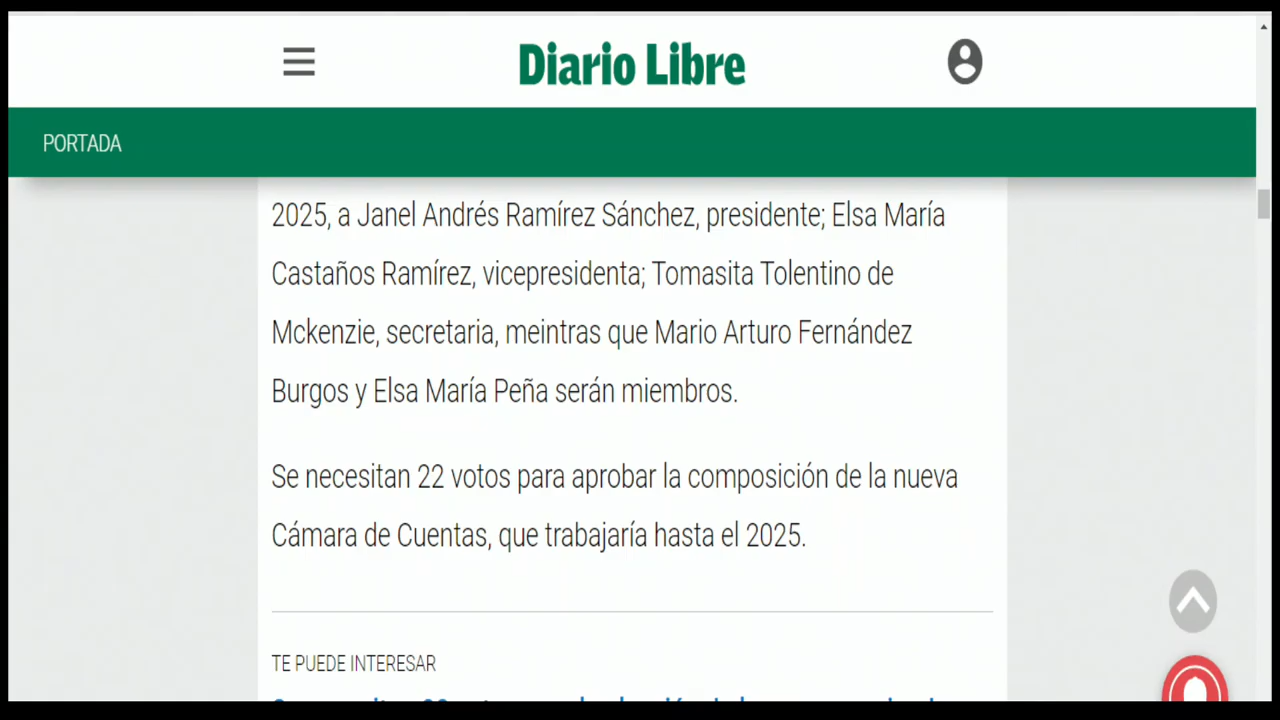 Diario Libre
PORTADA
2025, a Janel Andrés Ramírez Sánchez, presidente; Elsa María
Castaños Ramírez, vicepresidenta; Tomasita Tolentino de
Mckenzie, secretaria, meintras que Mario Arturo Fernández
Burgos y Elsa María Peña serán miembros.
Se necesitan 22 votos para aprobar la composición de la nueva
Cámara de Cuentas, que trabajaría hasta el 2025.
TE PUEDE INTERESAR